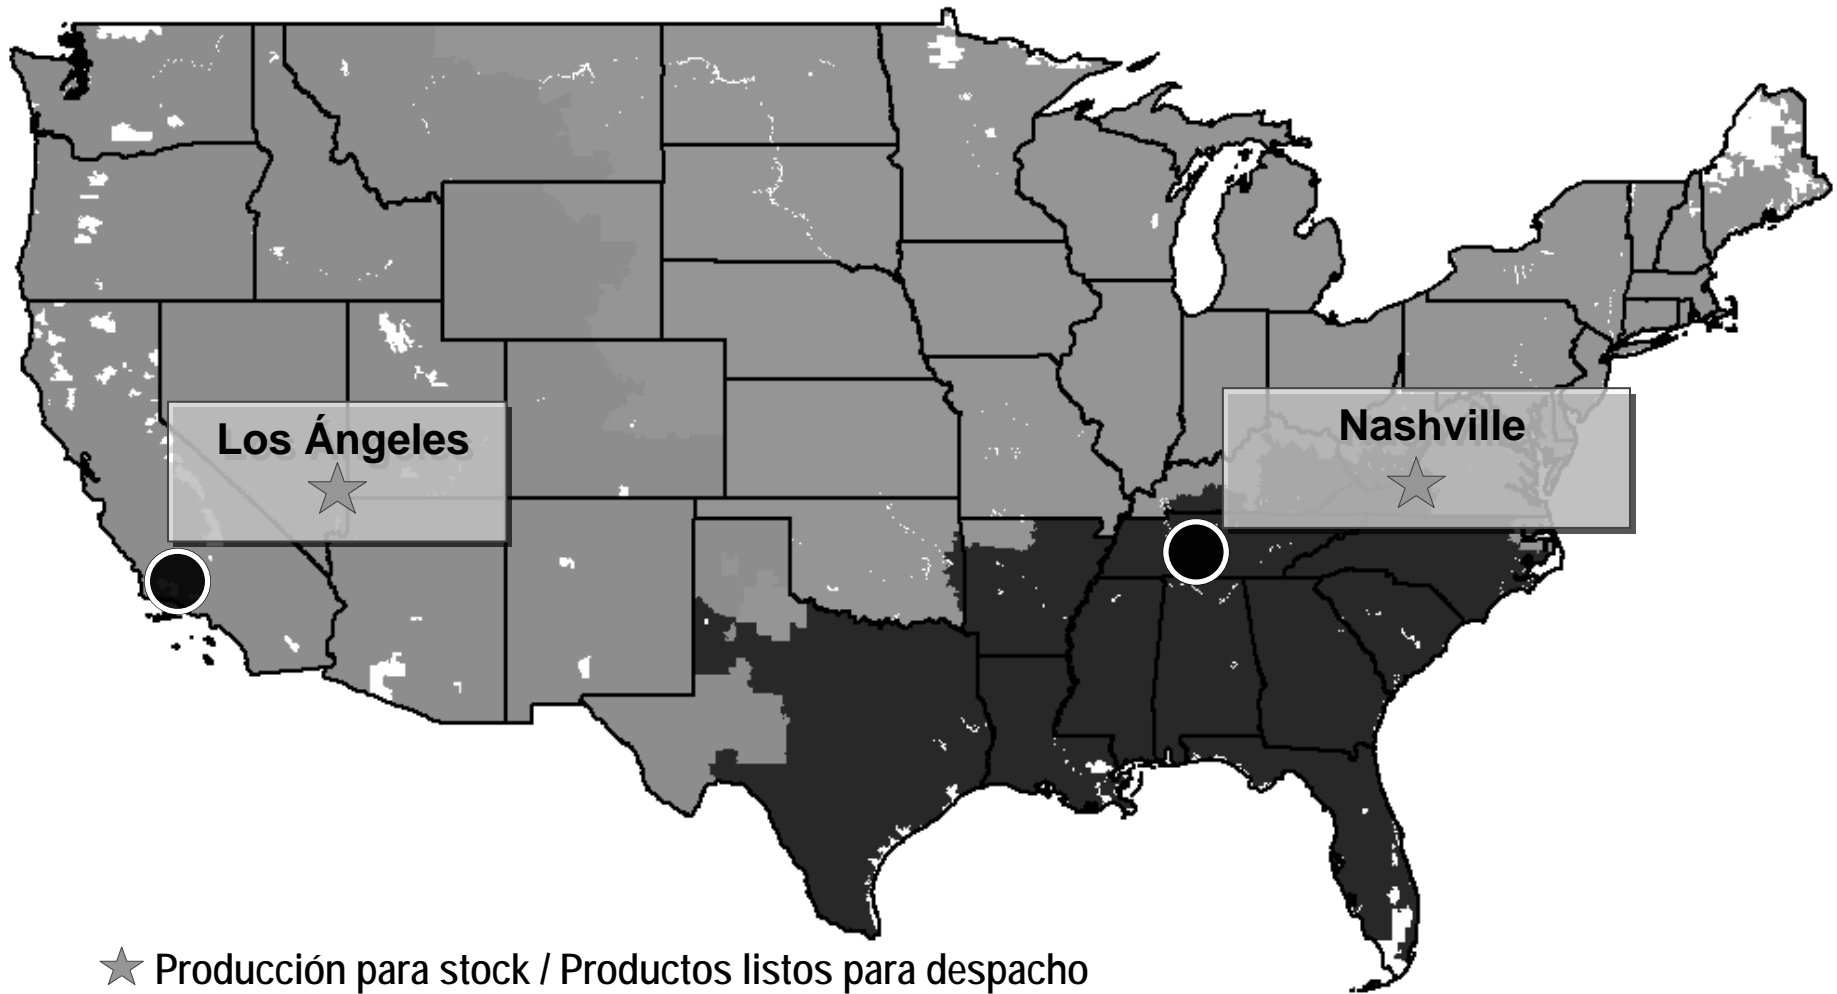 Los Ángeles
Nashville
Producción para stock / Productos listos para despacho